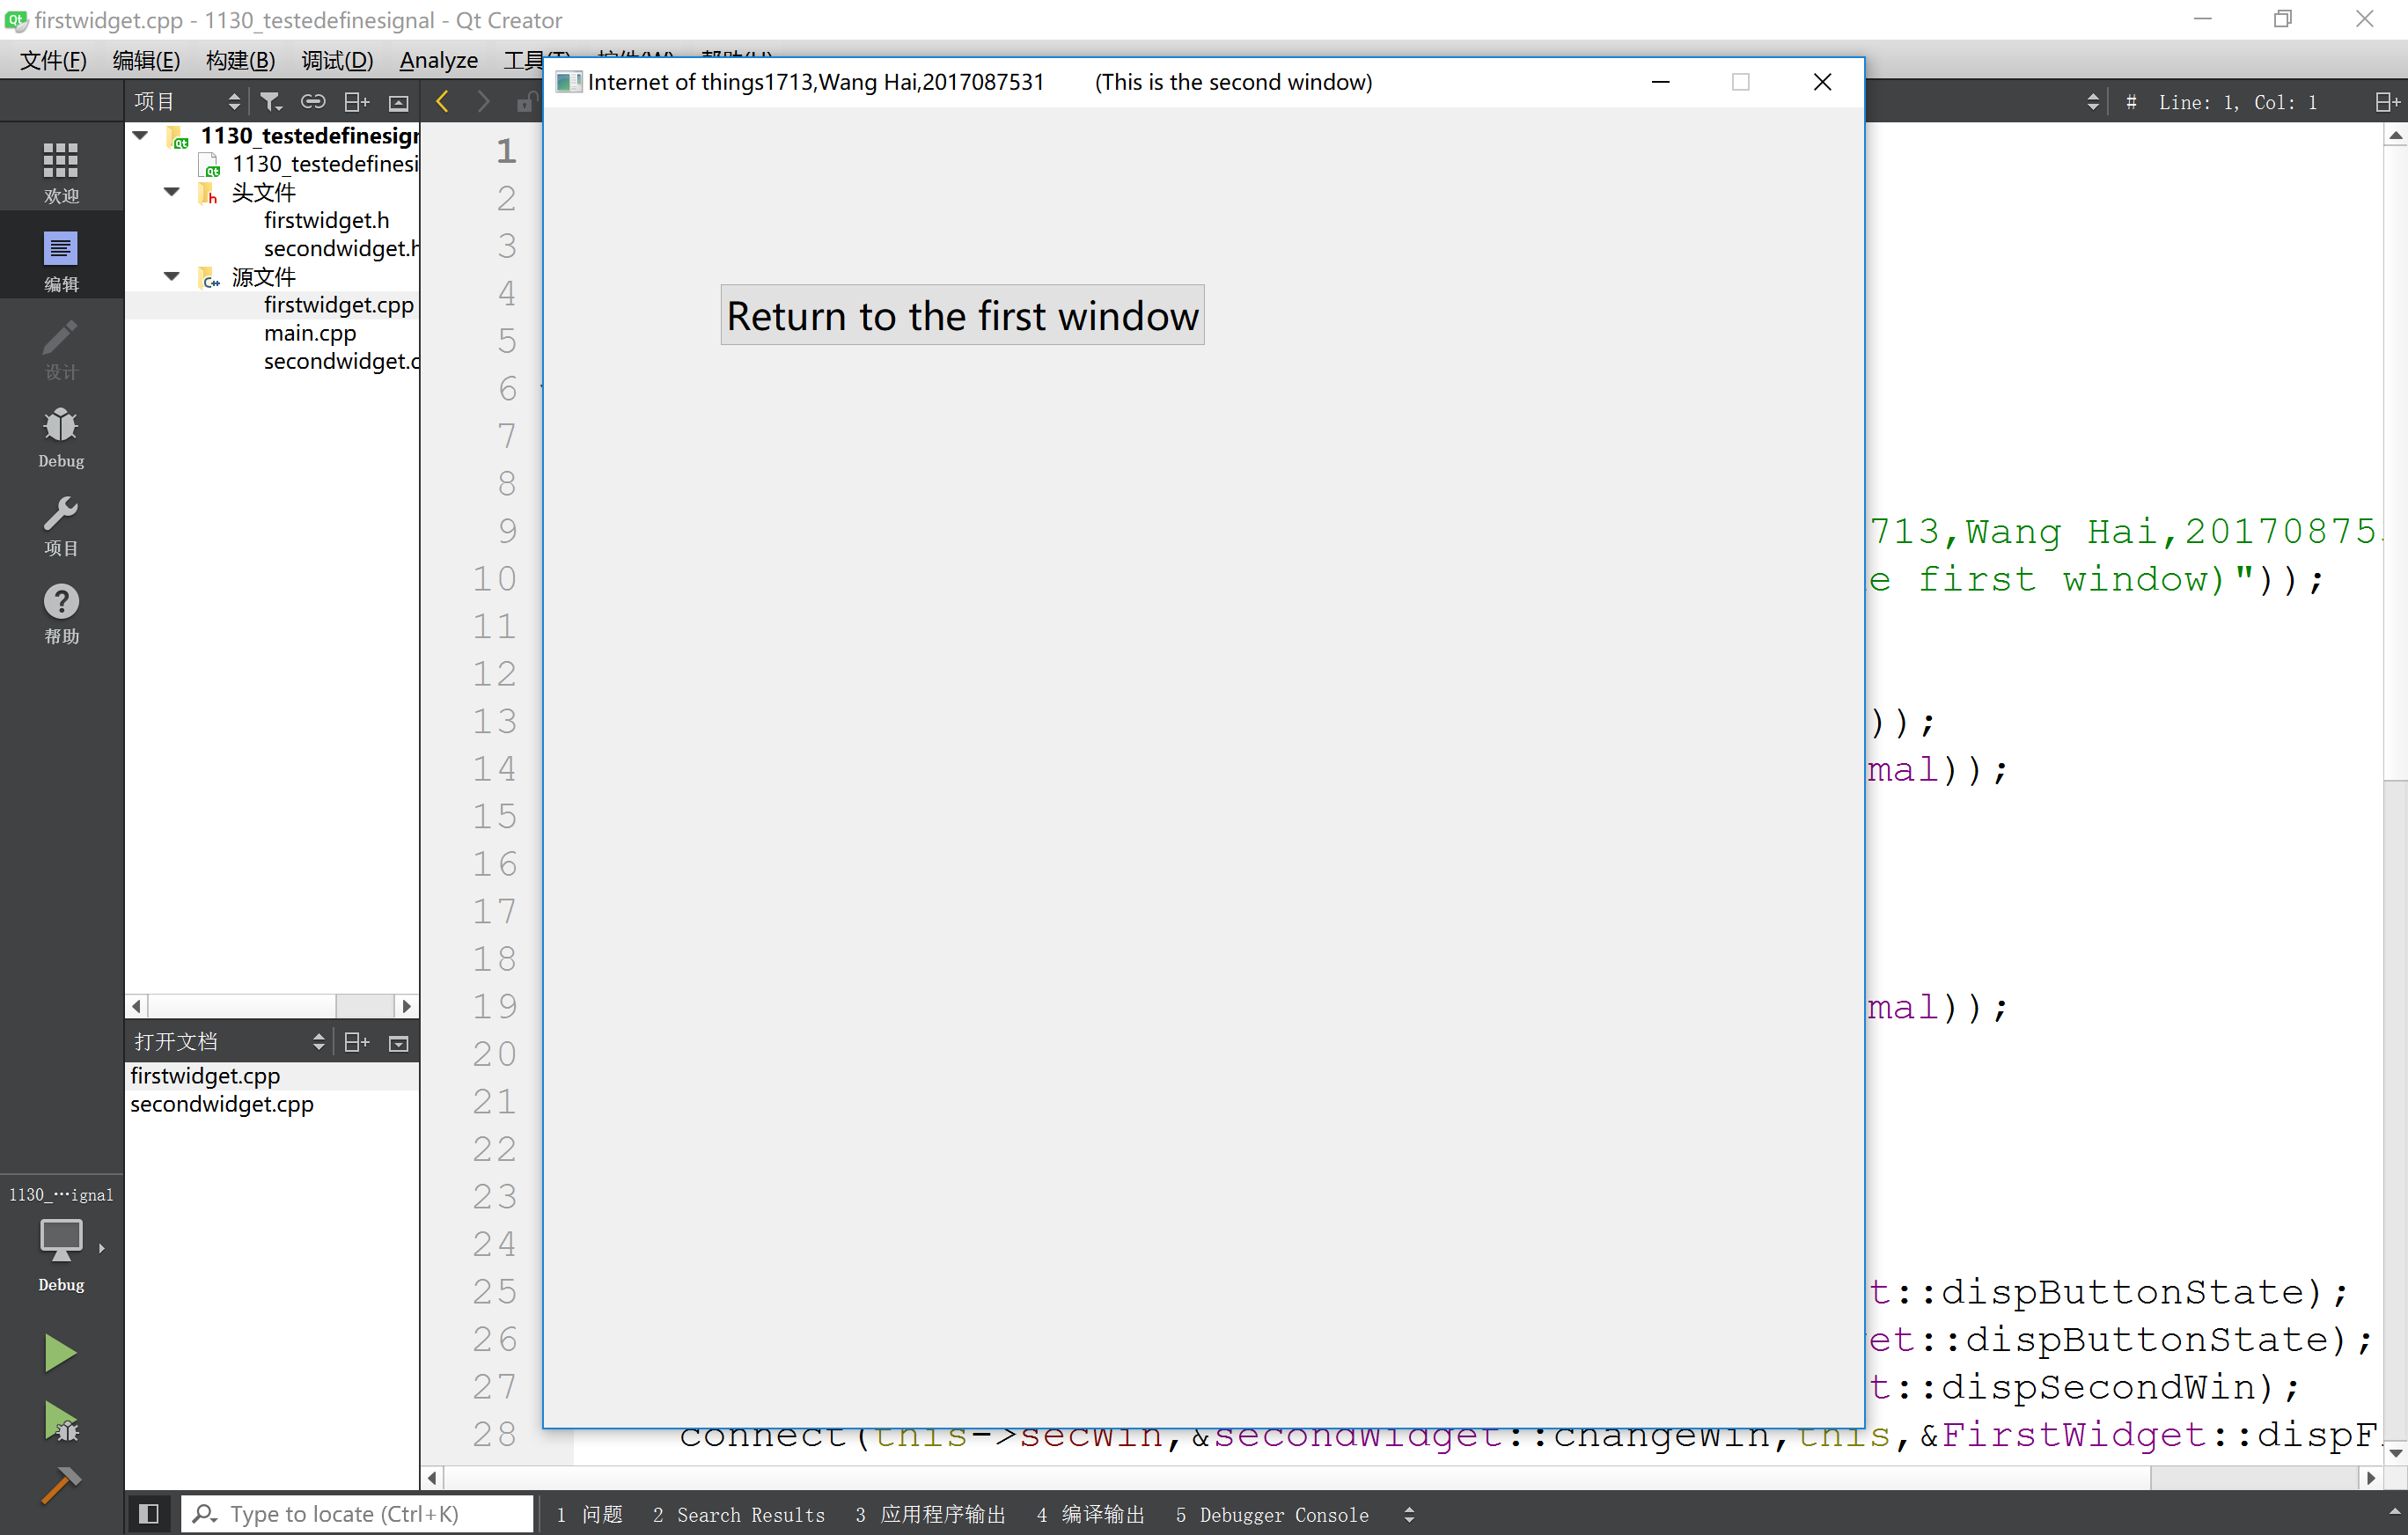 firstwidget.cpp - 1130_testedefinesignal - Qt Creator
文件(F) 编辑(E) 构建(B) 调试(D) Analyze
Internet of things1713,Wang Hai,2017087531 (This is the second window)
项目
# Line: 1, Col: 1
欢迎
编辑
设计
Debug
项目
帮助
1130_testedefinesign
1130_testedefinesi
头文件
firstwidget.h
secondwidget.h
源文件
firstwidget.cpp
main.cpp
secondwidget.c
Return to the first window
1
2
3
4
5
6
7
8
9 713,Wang Hai,20170875
10 e first window)"));
11
12
13 ));
14 mal));
15
16
17
18
19 mal));
20
21
22
23
24
25 t::dispButtonState);
26 et::dispButtonState);
27 t::dispSecondWin);
28 connect(this->secWin,&secondWidget::changeWin,this,&FirstWidget::dispF
打开文档
firstwidget.cpp
secondwidget.cpp
1130_…ignal
Debug
Type to locate (Ctrl+K) 1 问题 2 Search Results 3 应用程序输出 4 编译输出 5 Debugger Console